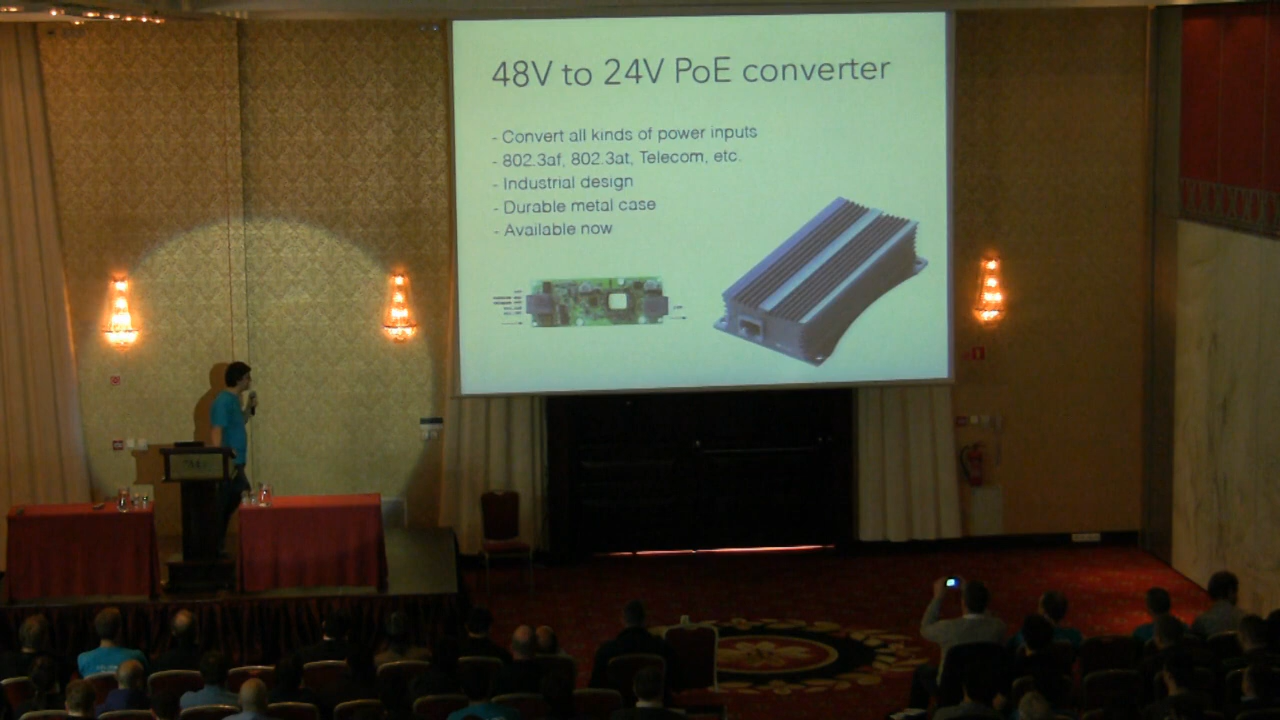 48V to 24V PoE converter
- Convert all kinds of power inputs
- 802.3af, 802.3at, Telecom, etc.
- Industrial design
- Durable metal case
- Available now